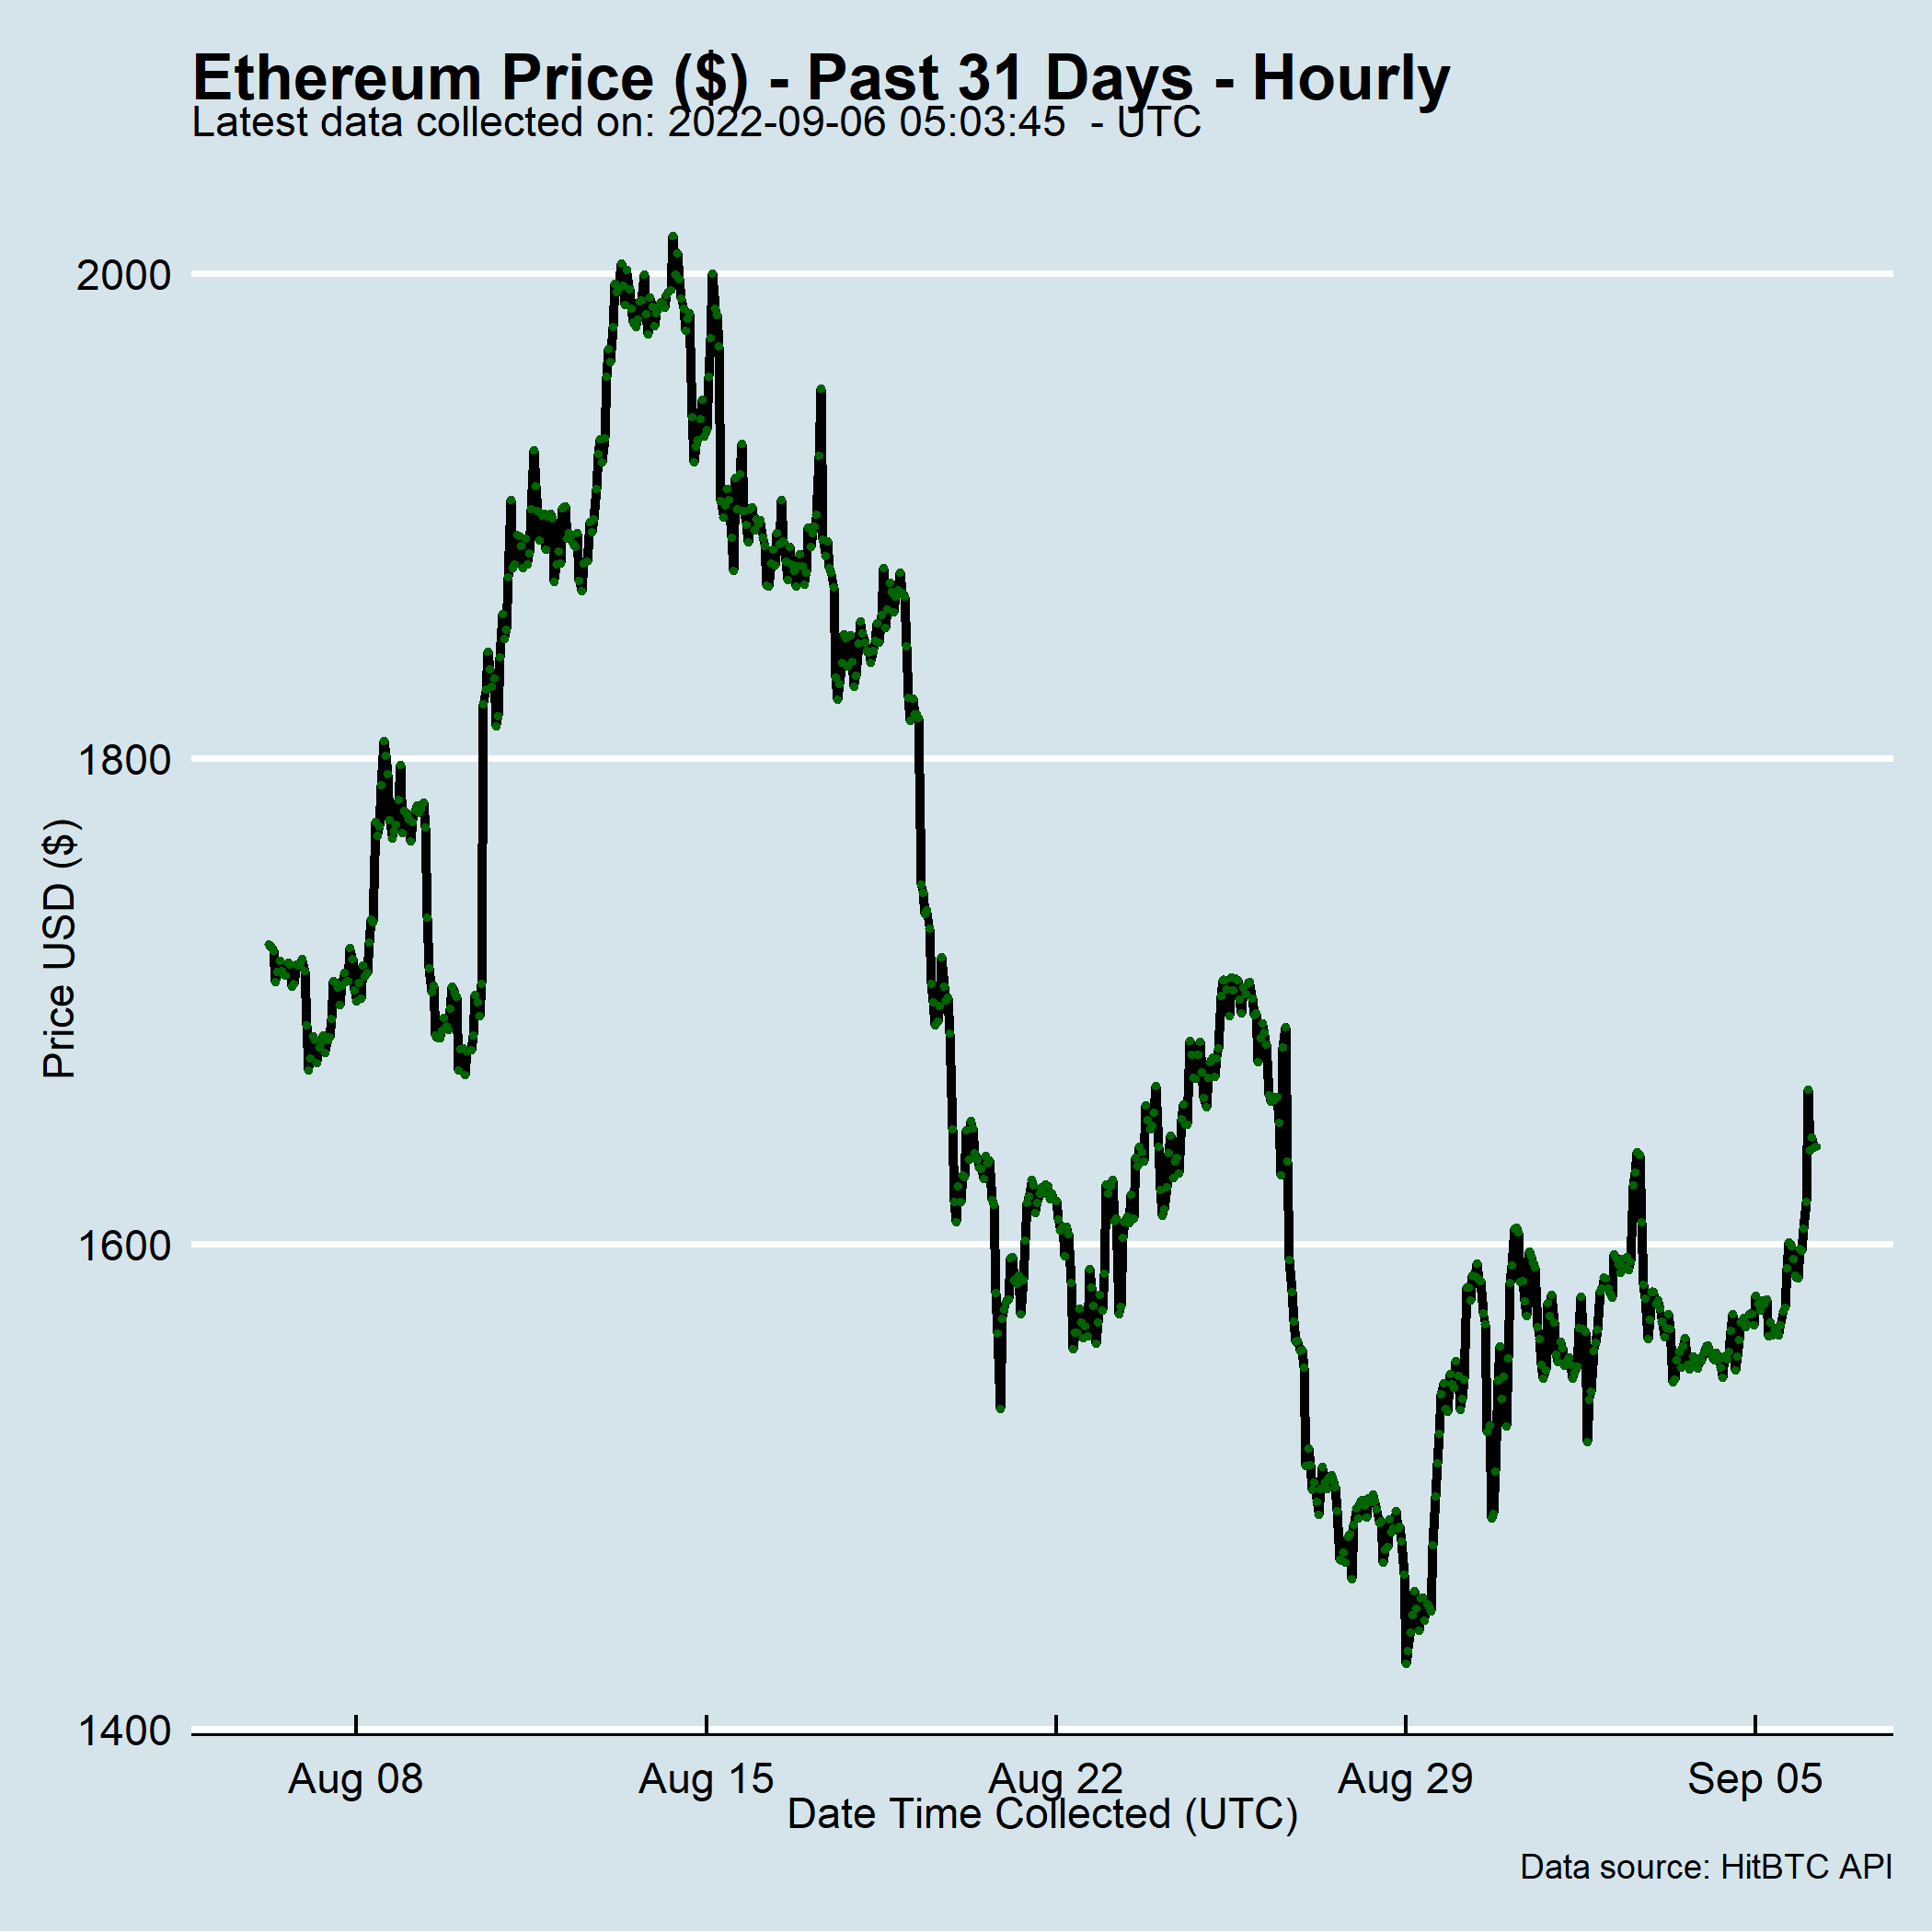 Ethereum Price ($) - Past 31 Days - Hourly
Latest data collected on: 2022-09-06 05:03:45  - UTC
Price USD ($)
2000
1800
1600
1400
Aug 08 Aug 15 Aug 22 Aug 29 Sep 05
Date Time Collected (UTC)
Data source: HitBTC API